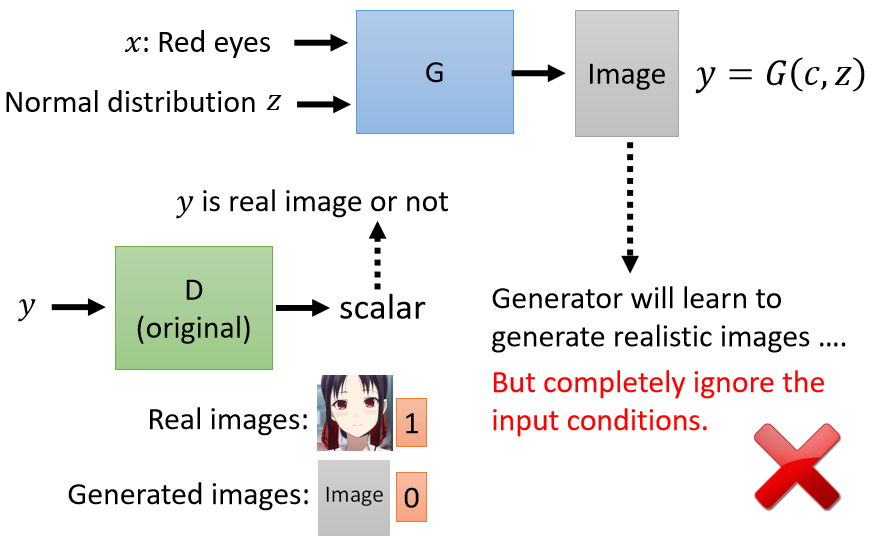 x: Red eyes
Normal distribution z
G
Image
y = G(c, z)
y is real image or not
y
D
(original)
scalar
Generator will learn to
generate realistic images ....
But completely ignore the
input conditions.
Real images:
1
Generated images:
Image
0